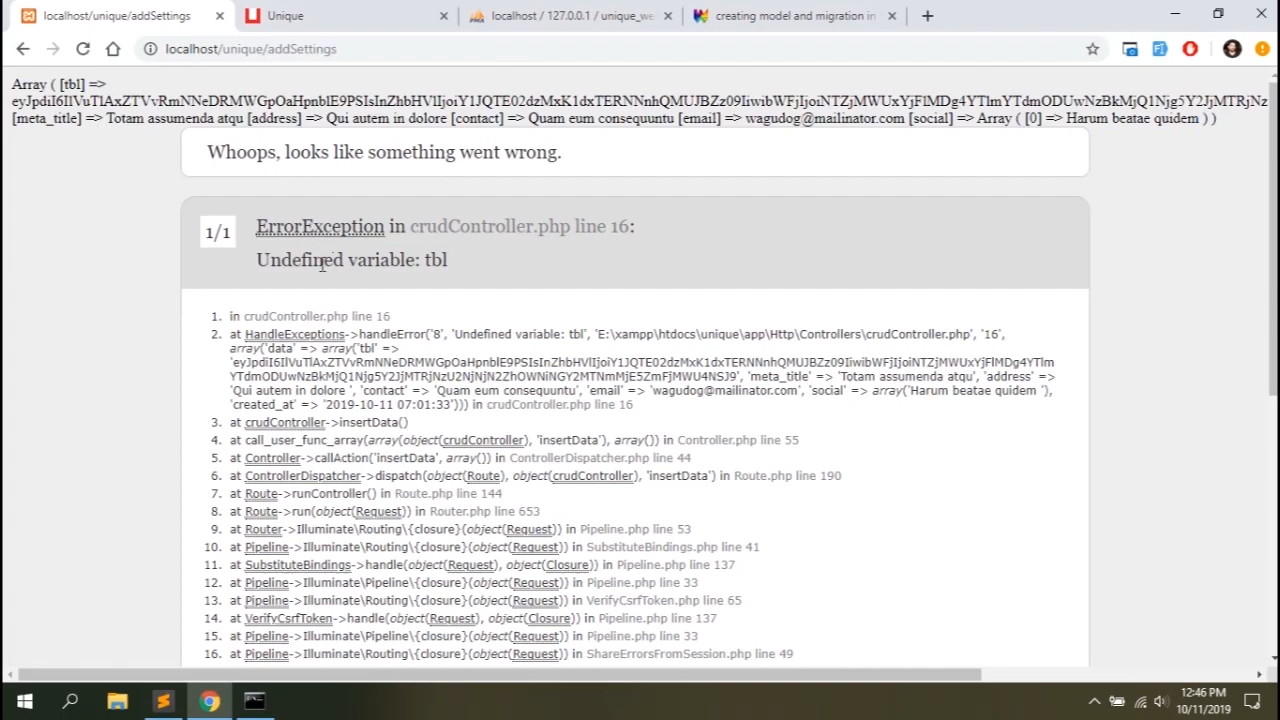 localhost/unique/addSettings
Unique
localhost / 127.0.0.1 / unique_we
creating model and migration in
localhost/unique/addSettings
Array ( [tbl] =>
[meta_title] => Totam assumenda atqu [address] => Qui autem in dolore [contact] => Quam eum consequuntu [email] => wagudog@mailinator.com [social] => Array ( [0] => Harum beatae quidem ) )
Whoops, looks like something went wrong.
1/1
ErrorException in crudController.php line 16:
Undefined variable: tbl
1. in crudController.php line 16
2. at HandleExceptions->handleError('8', 'Undefined variable: tbl', 'E:\xampp\htdocs\unique\app\Http\Controllers\crudController.php', '16',
array('data' => array('tbl' =>
'Qui autem in dolore ', 'contact' => 'Quam eum consequuntu', 'email' => 'wagudog@mailinator.com', 'social' => array('Harum beatae quidem '),
'created_at' => '2019-10-11 07:01:33'))) in crudController.php line 16
3. at crudController->insertData()
4. at call_user_func_array(array(object(crudController), 'insertData'), array()) in Controller.php line 55
5. at Controller->callAction('insertData', array()) in ControllerDispatcher.php line 44
6. at ControllerDispatcher->dispatch(object(Route), object(crudController), 'insertData') in Route.php line 190
7. at Route->runController() in Route.php line 144
8. at Route->run(object(Request)) in Router.php line 653
9. at Router->Illuminate\Routing\{closure}(object(Request)) in Pipeline.php line 53
10. at Pipeline->Illuminate\Routing\{closure}(object(Request)) in SubstituteBindings.php line 41
11. at SubstituteBindings->handle(object(Request), object(Closure)) in Pipeline.php line 137
12. at Pipeline->Illuminate\Pipeline\{closure}(object(Request)) in Pipeline.php line 33
13. at Pipeline->Illuminate\Routing\{closure}(object(Request)) in VerifyCsrfToken.php line 65
14. at VerifyCsrfToken->handle(object(Request), object(Closure)) in Pipeline.php line 137
15. at Pipeline->Illuminate\Pipeline\{closure}(object(Request)) in Pipeline.php line 33
16. at Pipeline->Illuminate\Routing\{closure}(object(Request)) in ShareErrorsFromSession.php line 49
12:46 PM
10/11/2019